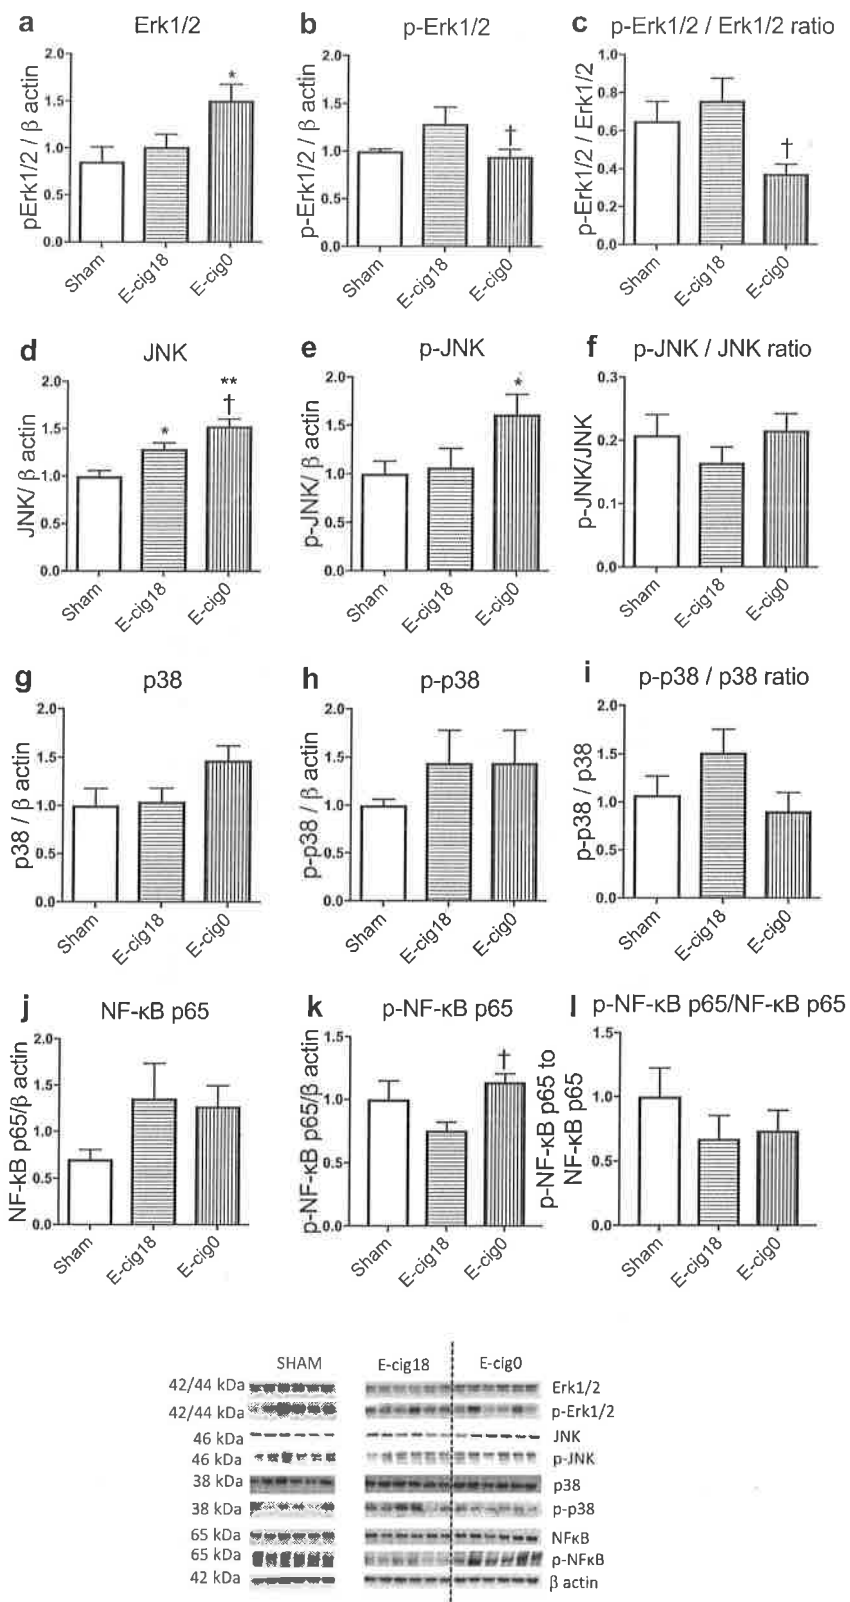 a Erk1/2
pErk1/2 / β actin
2.0
1.5
1.0
0.5
0.0
*
Sham
E-cig18
E-cig0
b p-Erk1/2
p-Erk1/2 / β actin
2.0
1.5
1.0
0.5
0.0
†
Sham
E-cig18
E-cig0
c p-Erk1/2 / Erk1/2 ratio
p-Erk1/2 / Erk1/2
1.0
0.8
0.6
0.4
0.2
0.0
†
Sham
E-cig18
E-cig0
d JNK
JNK/ β actin
2.0
1.5
1.0
0.5
0.0
*
**
†
Sham
E-cig18
E-cig0
e p-JNK
p-JNK/ β actin
2.0
1.5
1.0
0.5
0.0
*
Sham
E-cig18
E-cig0
f p-JNK / JNK ratio
p-JNK/JNK
0.3
0.2
0.1
0.0
Sham
E-cig18
E-cig0
g p38
p38 / β actin
2.0
1.5
1.0
0.5
0.0
Sham
E-cig18
E-cig0
h p-p38
p-p38 / β actin
2.0
1.5
1.0
0.5
0.0
Sham
E-cig18
E-cig0
i p-p38 / p38 ratio
p-p38 / p38
2.0
1.5
1.0
0.5
0.0
Sham
E-cig18
E-cig0
j NF-κB p65
NF-κB p65/β actin
2.0
1.5
1.0
0.5
0.0
Sham
E-cig18
E-cig0
k p-NF-κB p65
p-NF-κB p65/β actin
1.5
1.0
0.5
0.0
†
Sham
E-cig18
E-cig0
l p-NF-κB p65/NF-κB p65
p-NF-κB p65 to
NF-κB p65
1.5
1.0
0.5
0.0
Sham
E-cig18
E-cig0
SHAM E-cig18 E-cig0
42/44 kDa Erk1/2
42/44 kDa p-Erk1/2
46 kDa JNK
46 kDa p-JNK
38 kDa p38
38 kDa p-p38
65 kDa NFκB
65 kDa p-NFκB
42 kDa β actin